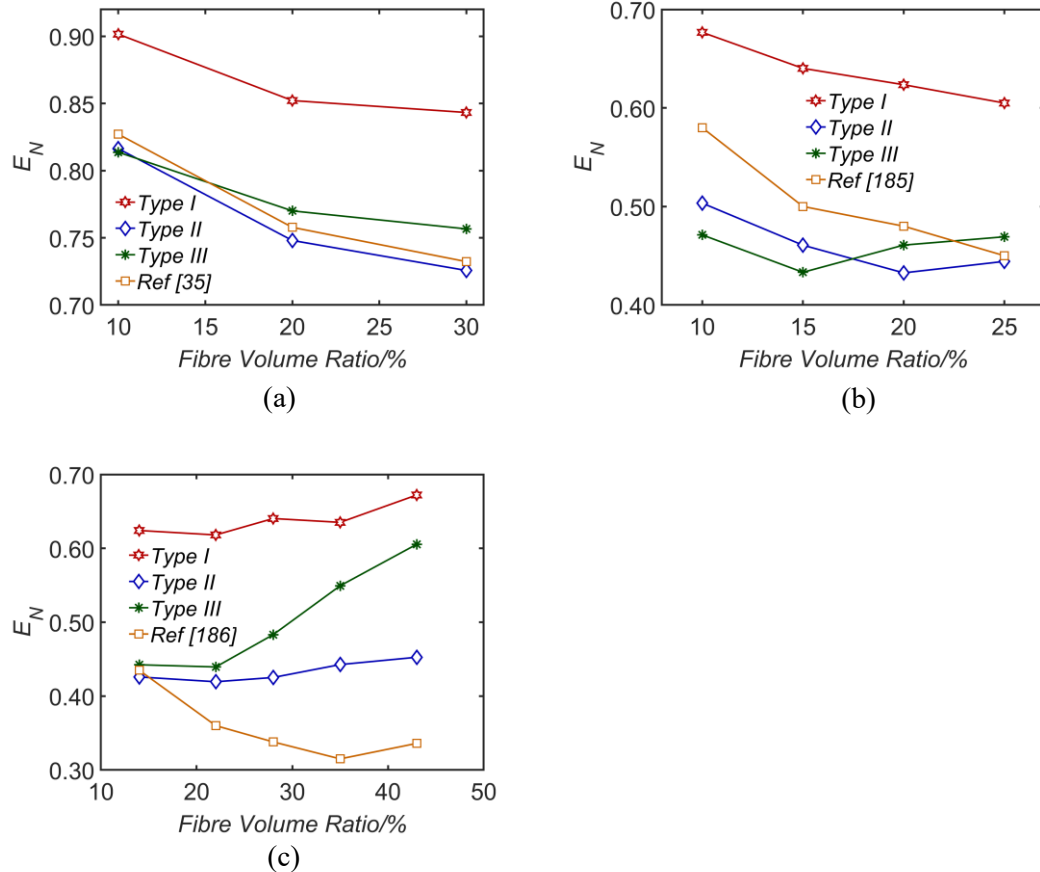 0.90
0.85
0.80
0.75
0.70
E_N
Type I
Type II
Type III
Ref [35]
10 15 20 25 30
Fibre Volume Ratio/%
(a)
0.70
0.60
0.50
0.40
E_N
Type I
Type II
Type III
Ref [185]
10 15 20 25
Fibre Volume Ratio/%
(b)
0.70
0.60
0.50
0.40
0.30
E_N
Type I
Type II
Type III
Ref [186]
10 20 30 40 50
Fibre Volume Ratio/%
(c)